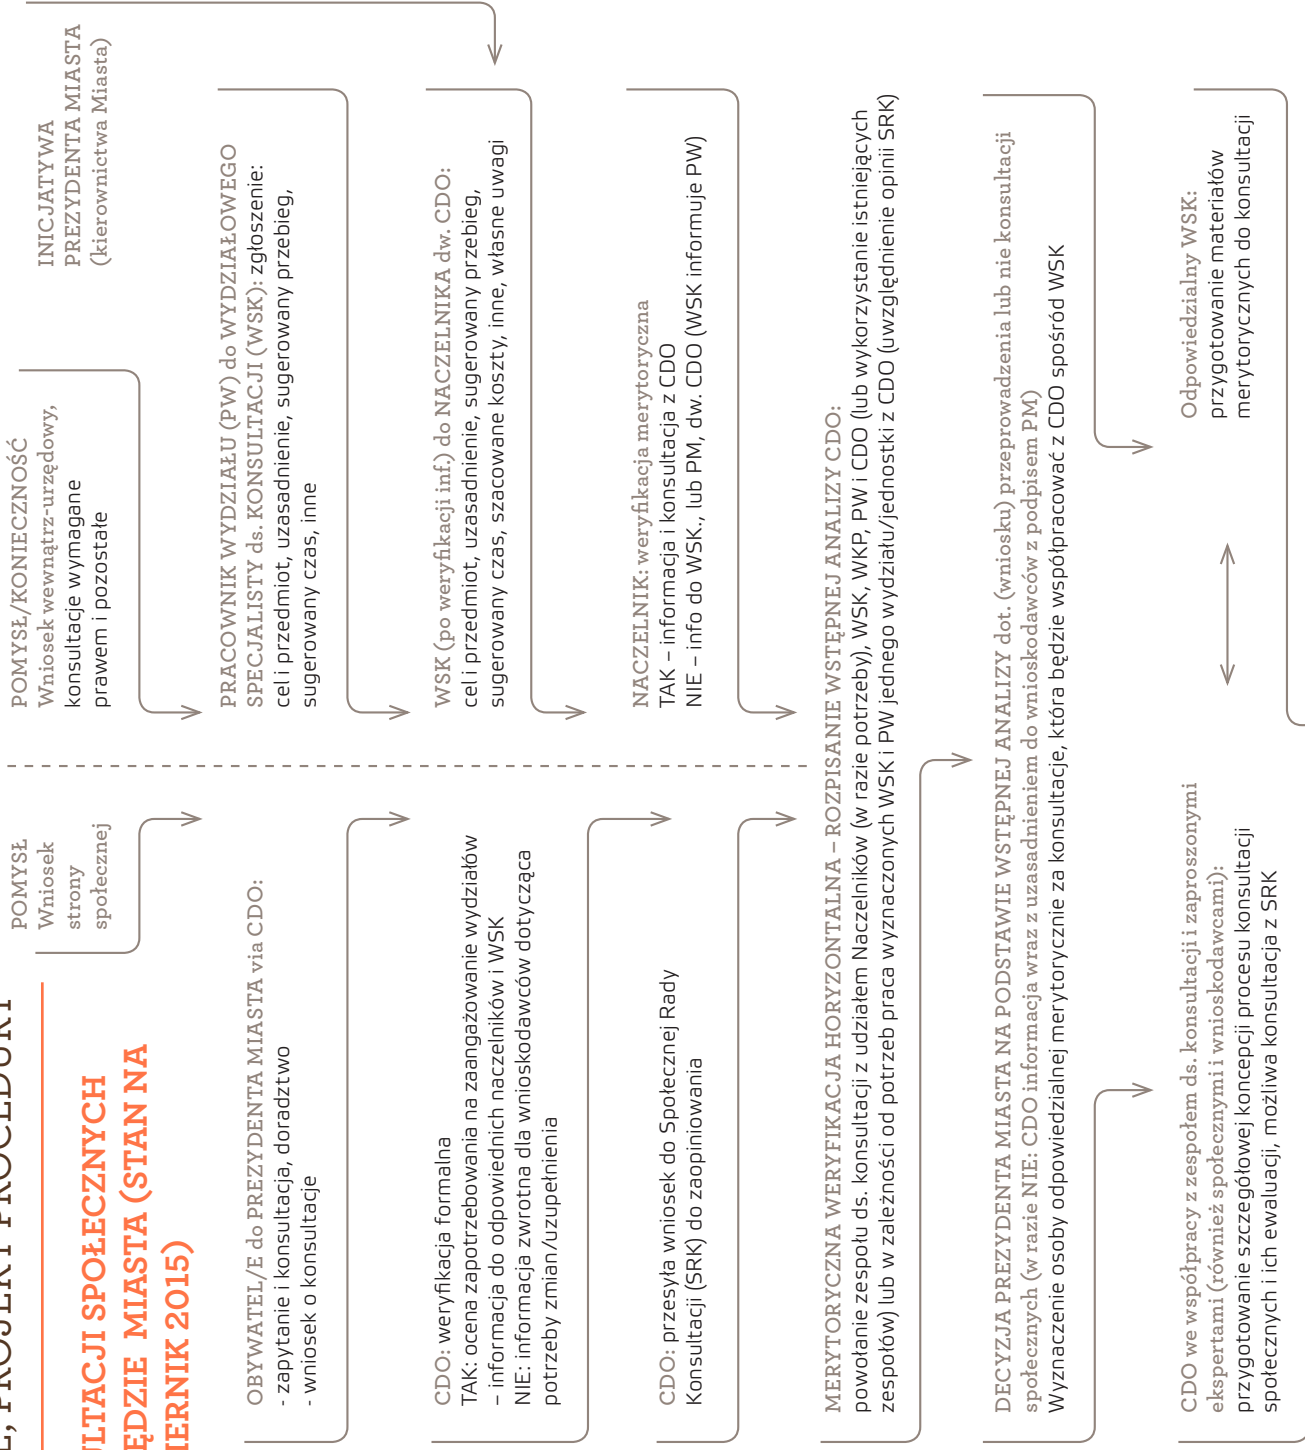 PROJEKT PROCEDURY
SPOŁECZNYCH
MIASTA (STAN NA
2015)
POMYSŁ
Wniosek
strony
społecznej
POMYSŁ/KONIECZNOŚĆ
Wniosek wewnątrz-urzędowy,
konsultacje wymagane
prawem i pozostałe
INICJATYWA
PREZYDENTA MIASTA
(kierownictwa Miasta)
OBYWATEL/E do PREZYDENTA MIASTA via CDO:
- zapytanie i konsultacja, doradztwo
- wniosek o konsultacje
PRACOWNIK WYDZIAŁU (PW) do WYDZIAŁOWEGO
SPECJALISTY ds. KONSULTACJI (WSK): zgłoszenie:
cel i przedmiot, uzasadnienie, sugerowany przebieg,
sugerowany czas, inne
CDO: weryfikacja formalna
TAK: ocena zapotrzebowania na zaangażowanie wydziałów
– informacja do odpowiednich naczelników i WSK
NIE: informacja zwrotna dla wnioskodawców dotycząca
potrzeby zmian/uzupełnienia
WSK (po weryfikacji inf.) do NACZELNIKA dw. CDO:
cel i przedmiot, uzasadnienie, sugerowany przebieg,
sugerowany czas, szacowane koszty, inne, własne uwagi
CDO: przesyła wniosek do Społecznej Rady
Konsultacji (SRK) do zaopiniowania
NACZELNIK: weryfikacja merytoryczna
TAK – informacja i konsultacja z CDO
NIE – info do WSK., lub PM, dw. CDO (WSK informuje PW)
MERYTORYCZNA WERYFIKACJA HORYZONTALNA – ROZPISANIE WSTĘPNEJ ANALIZY CDO:
powołanie zespołu ds. konsultacji z udziałem Naczelników (w razie potrzeby), WSK, WKP, PW i CDO (lub wykorzystanie istniejących
zespołów) lub w zależności od potrzeb praca wyznaczonych WSK i PW jednego wydziału/jednostki z CDO (uwzględnienie opinii SRK)
DECYZJA PREZYDENTA MIASTA NA PODSTAWIE WSTĘPNEJ ANALIZY dot. (wniosku) przeprowadzenia lub nie konsultacji
społecznych (w razie NIE: CDO informacja wraz z uzasadnieniem do wnioskodawców z podpisem PM)
Wyznaczenie osoby odpowiedzialnej merytorycznie za konsultacje, która będzie współpracować z CDO spośród WSK
CDO we współpracy z zespołem ds. konsultacji i zaproszonymi
ekspertami (również społecznymi i wnioskodawcami):
przygotowanie szczegółowej koncepcji procesu konsultacji
społecznych i ich ewaluacji, możliwa konsultacja z SRK
Odpowiedzialny WSK:
przygotowanie materiałów
merytorycznych do konsultacji